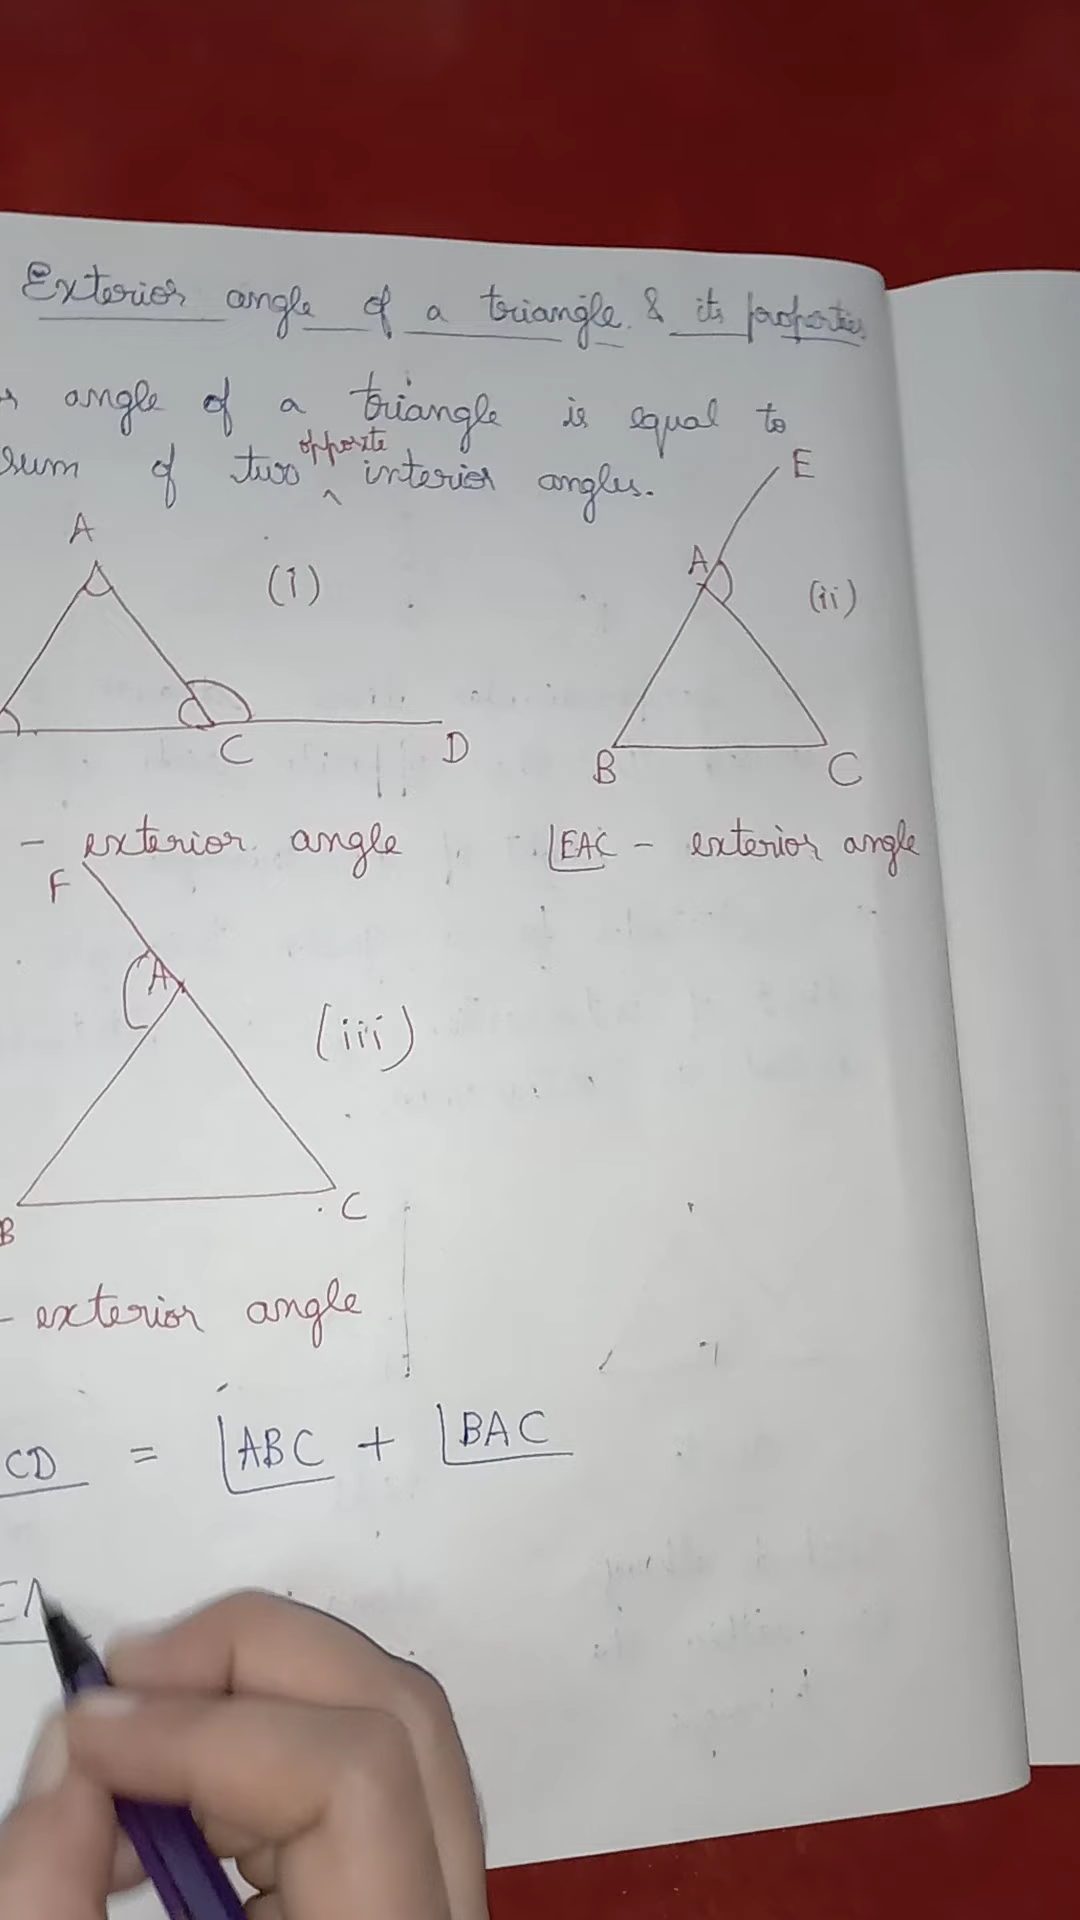 Exterior angle of a triangle & its properties
angle of a triangle is equal to
sum of two opposite interior angles.
E
A
A
(i)
(ii)
C
D
B
C
- exterior angle
∠EAC - exterior angle
F
A
(iii)
B
C
- exterior angle
CD = ∠ABC + ∠BAC
EA